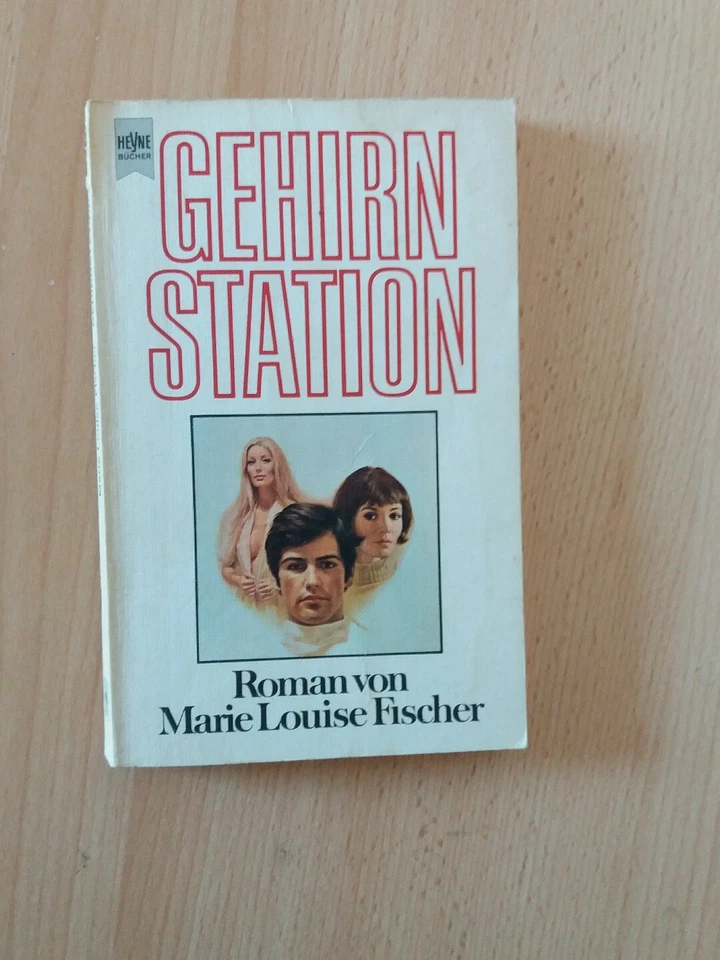 HEYNE
BÜCHER
GEHIRN
STATION
Roman von
Marie Louise Fischer